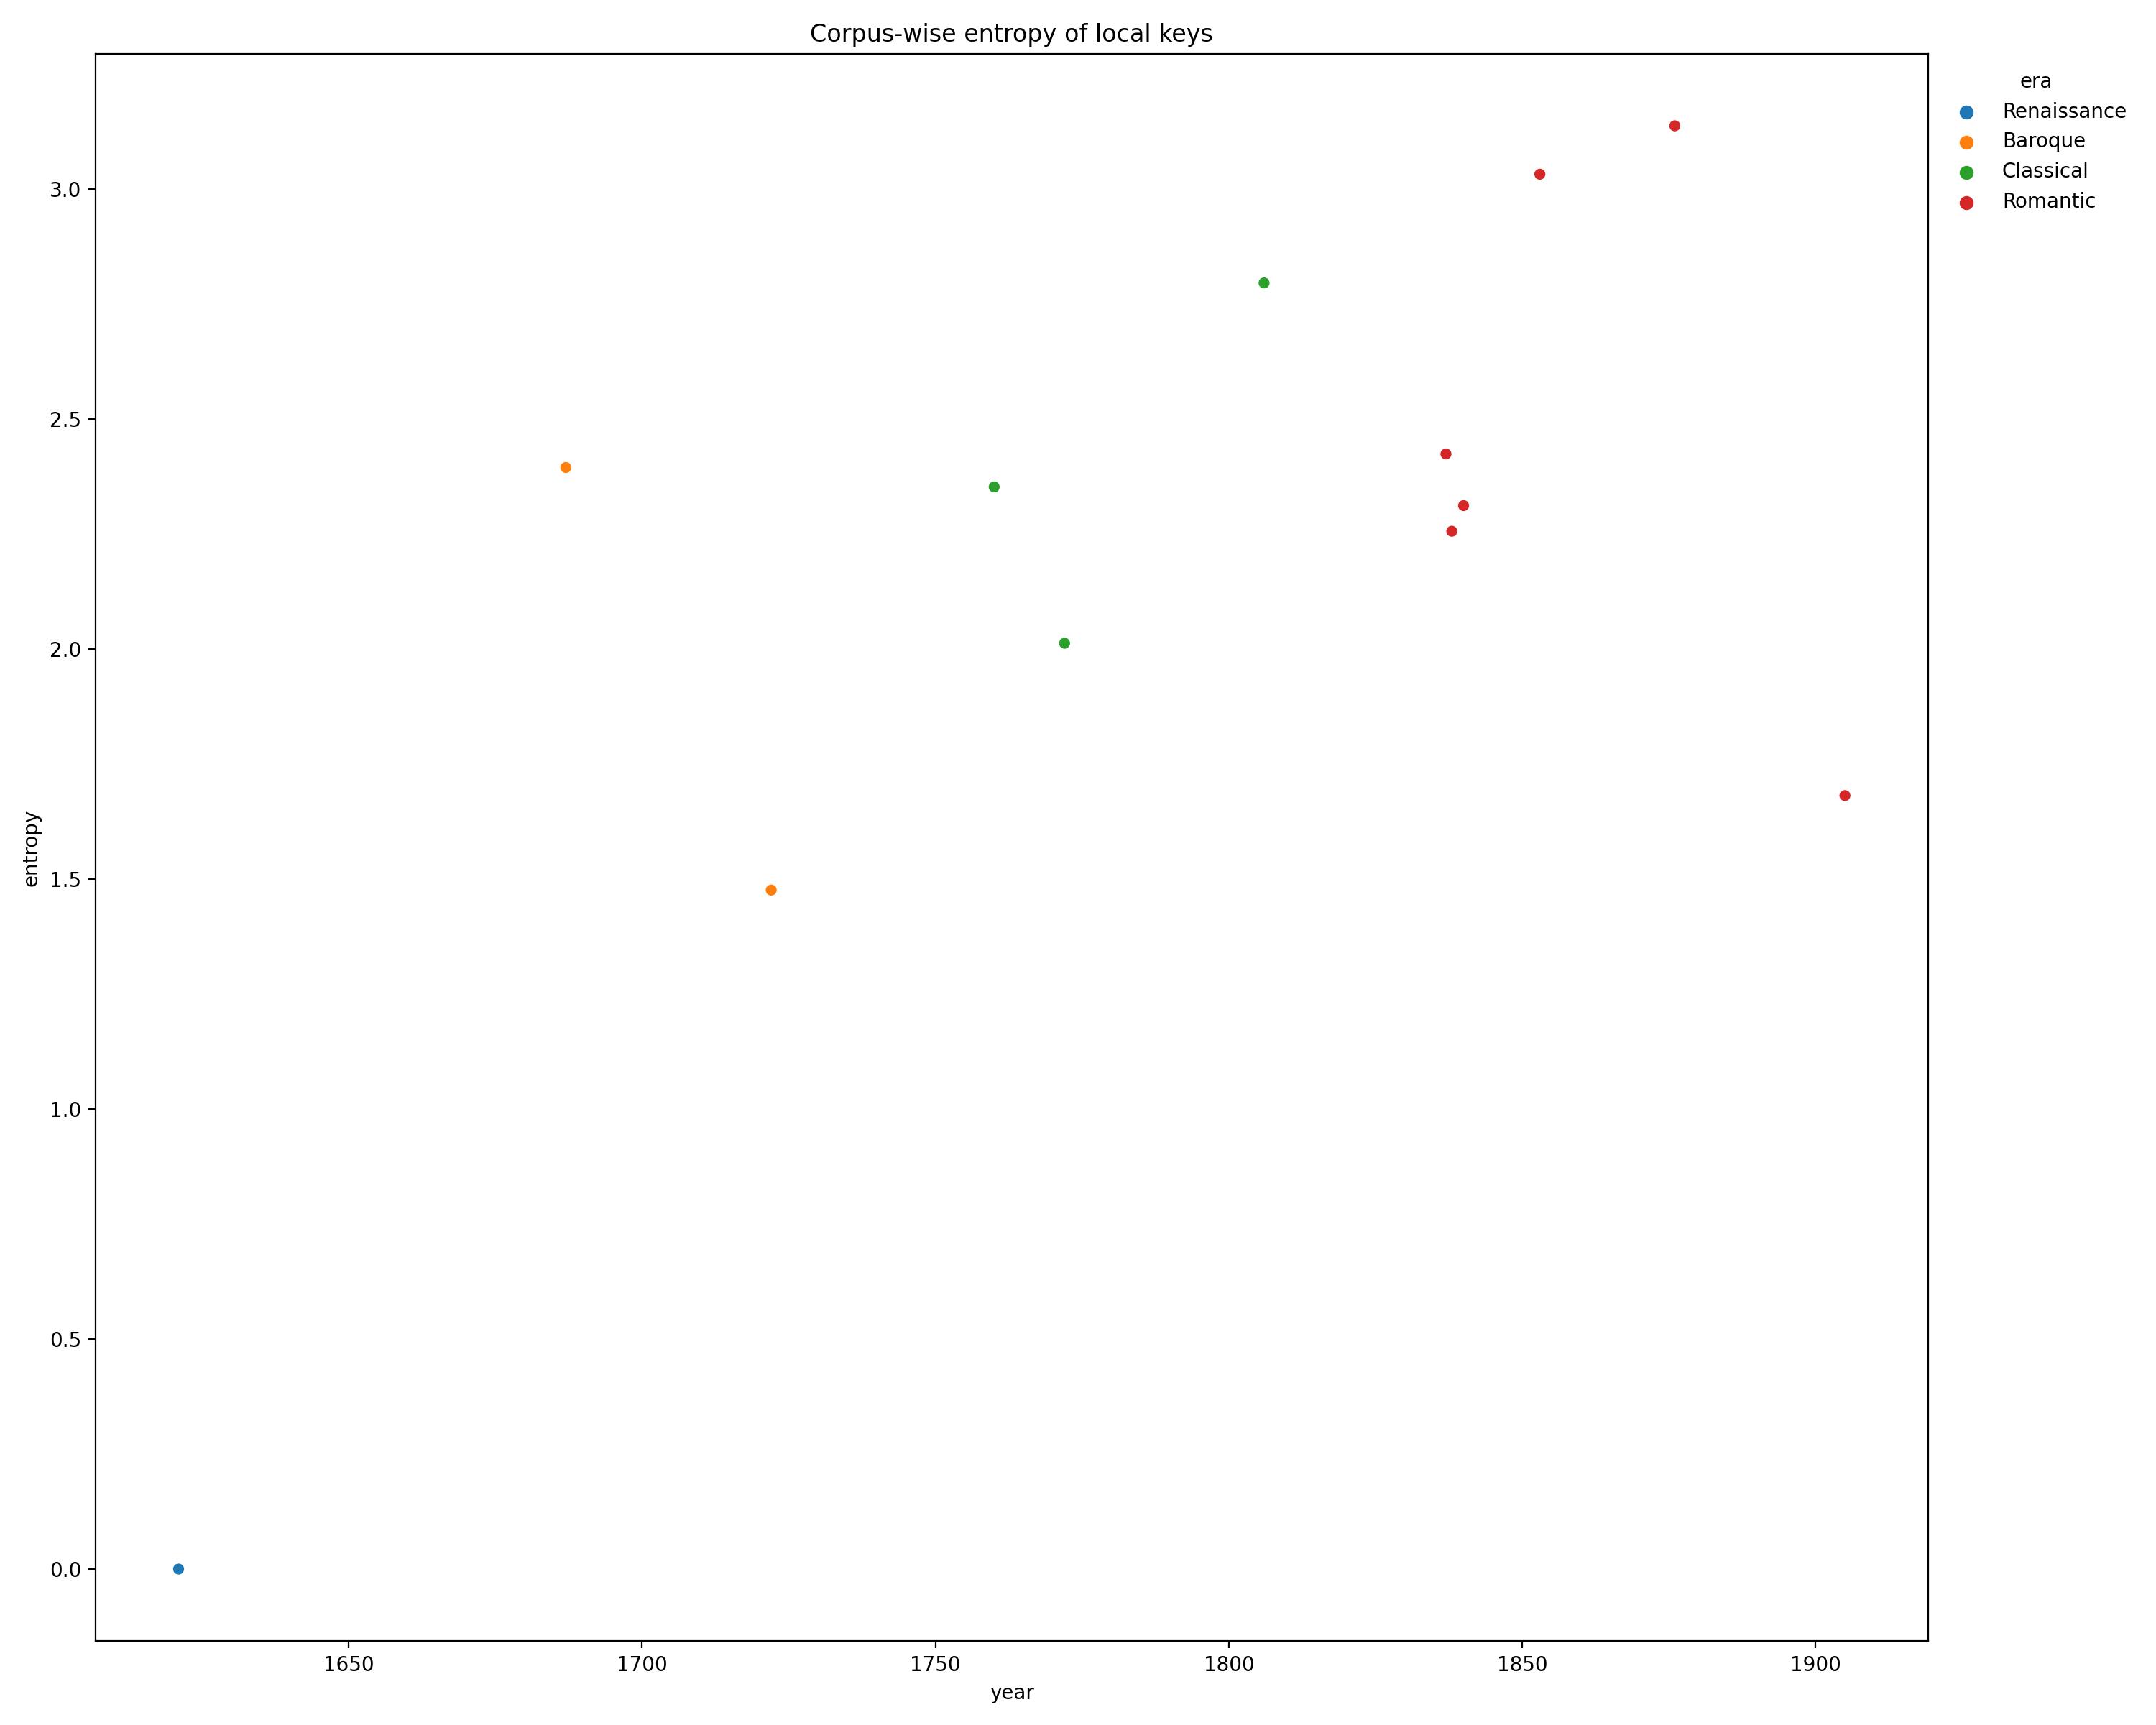 Corpus-wise entropy of local keys
era
Renaissance
Baroque
Classical
Romantic
entropy
3.0
2.5
2.0
1.5
1.0
0.5
0.0
1650 1700 1750 1800 1850 1900
year